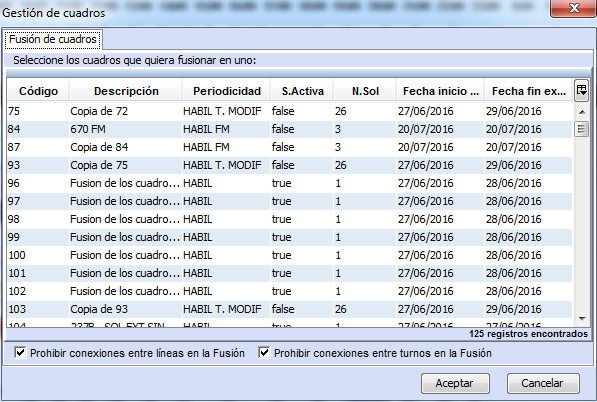 Gestión de cuadros
Fusión de cuadros
Seleccione los cuadros que quiera fusionar en uno:
Código Descripción Periodicidad S.Activa N.Sol Fecha inicio ... Fecha fin ex...
75 Copia de 72 HABIL T. MODIF false 26 27/06/2016 29/06/2016
84 670 FM HABIL FM false 3 20/07/2016 20/07/2016
87 Copia de 84 HABIL FM false 3 20/07/2016 20/07/2016
93 Copia de 75 HABIL T. MODIF false 26 27/06/2016 29/06/2016
96 Fusion de los cuadro... HABIL true 1 27/06/2016 28/06/2016
97 Fusion de los cuadro... HABIL true 1 27/06/2016 28/06/2016
98 Fusion de los cuadro... HABIL true 1 27/06/2016 28/06/2016
99 Fusion de los cuadro... HABIL true 1 27/06/2016 28/06/2016
100 Fusion de los cuadro... HABIL true 1 27/06/2016 28/06/2016
101 Fusion de los cuadro... HABIL true 1 27/06/2016 28/06/2016
102 Fusion de los cuadro... HABIL true 1 27/06/2016 28/06/2016
103 Copia de 93 HABIL T. MODIF false 26 27/06/2016 29/06/2016
104 HABIL true 1 27/06/2016 28/06/2016
125 registros encontrados
Prohibir conexiones entre líneas en la Fusión Prohibir conexiones entre turnos en la Fusión
Aceptar Cancelar